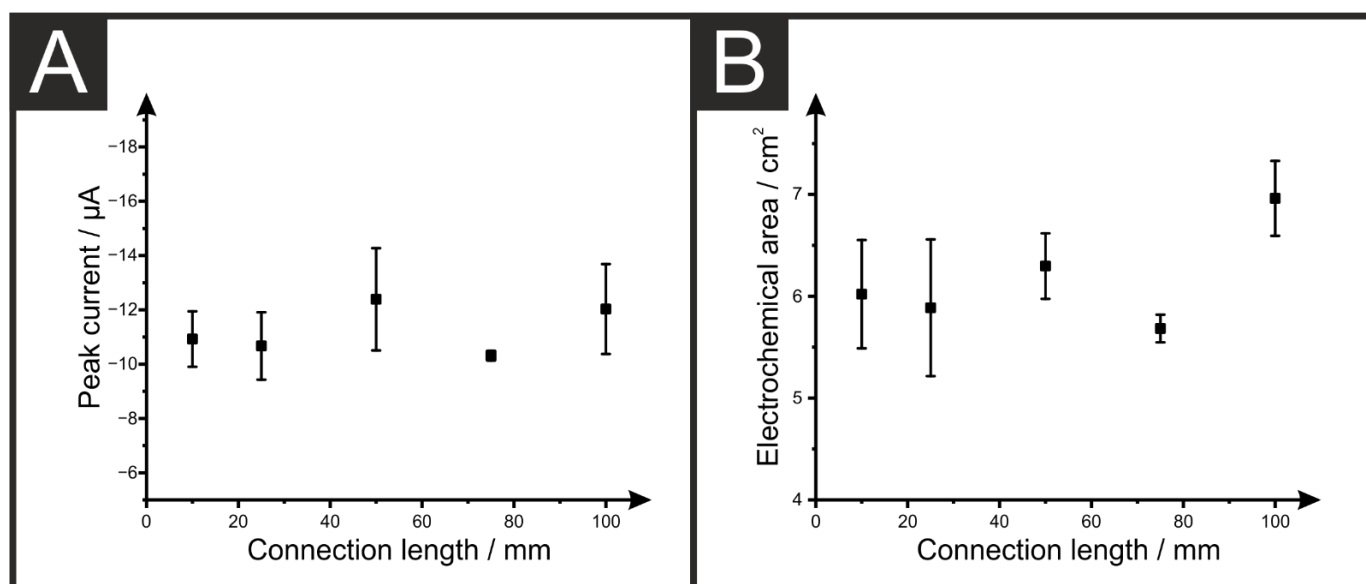 A
Peak current / µA
−18
−16
−14
−12
−10
−8
−6
0 20 40 60 80 100
Connection length / mm
B
Electrochemical area / cm²
7
6
5
4
0 20 40 60 80 100
Connection length / mm